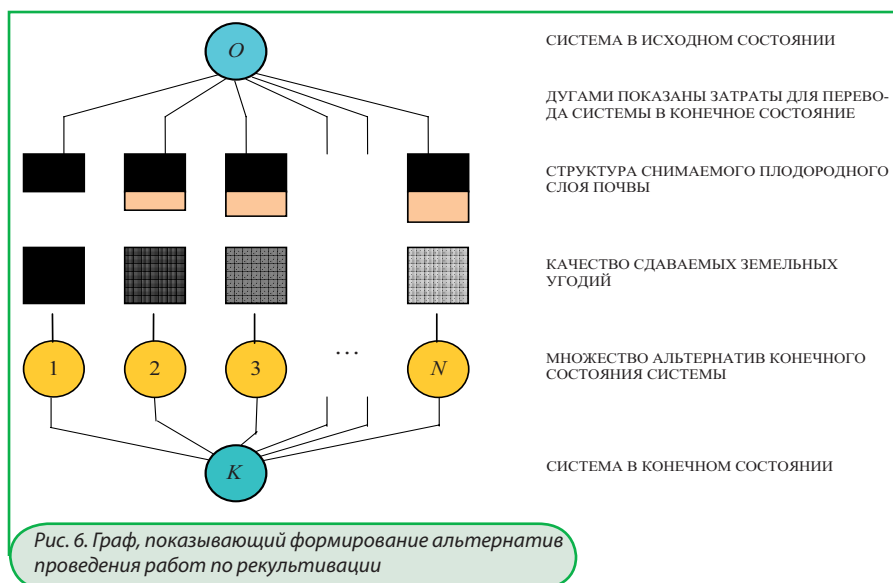 O
СИСТЕМА В ИСХОДНОМ СОСТОЯНИИ
ДУГАМИ ПОКАЗАНЫ ЗАТРАТЫ ДЛЯ ПЕРЕВО-
ДА СИСТЕМЫ В КОНЕЧНОЕ СОСТОЯНИЕ
СТРУКТУРА СНИМАЕМОГО ПЛОДОРОДНОГО
СЛОЯ ПОЧВЫ
КАЧЕСТВО СДАВАЕМЫХ ЗЕМЕЛЬНЫХ
УГОДИЙ
1 2 3 … N
МНОЖЕСТВО АЛЬТЕРНАТИВ КОНЕЧНОГО
СОСТОЯНИЯ СИСТЕМЫ
K
СИСТЕМА В КОНЕЧНОМ СОСТОЯНИИ
Рис. 6. Граф, показывающий формирование альтернатив
проведения работ по рекультивации